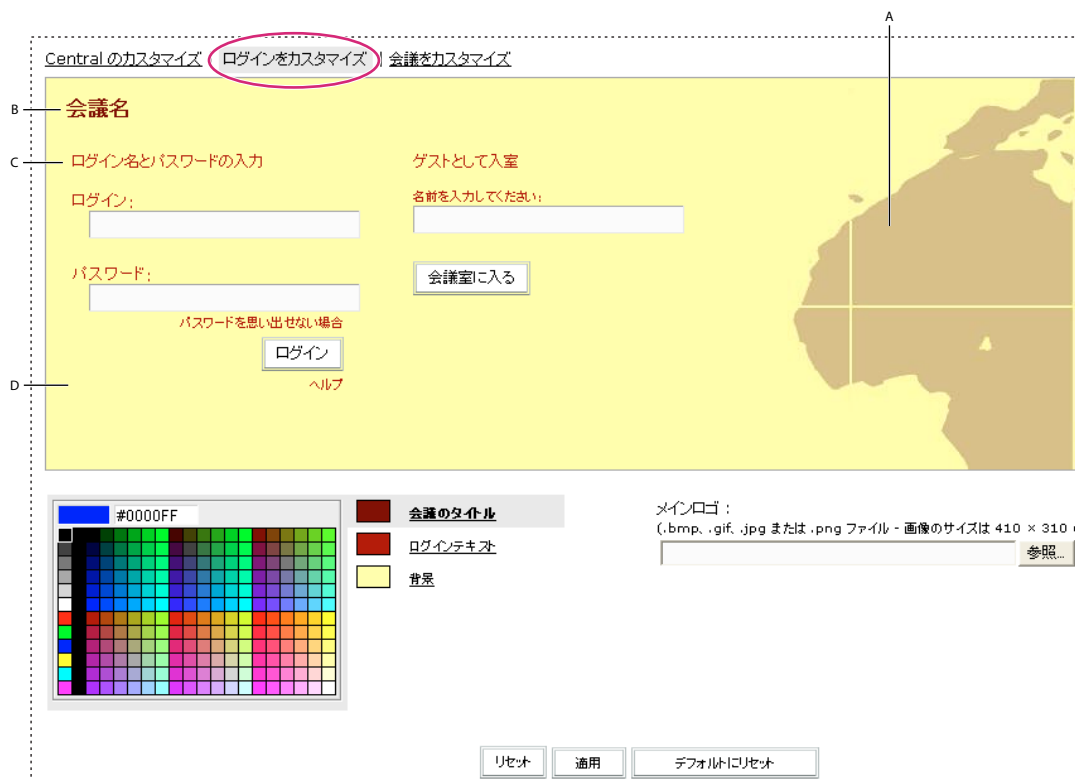 A
Central のカスタマイズ ログインをカスタマイズ | 会議をカスタマイズ
B 会議名
C ログイン名とパスワードの入力 ゲストとして入室
ログイン: 名前を入力してください:
パスワード:
会議室に入る
パスワードを思い出せない場合
ログイン
D ヘルプ
#0000FF
会議のタイトル
ログインテキスト
背景
メインロゴ:
(.bmp、.gif、.jpg または .png ファイル - 画像のサイズは 410 × 310
参照...
リセット 適用 デフォルトにリセット